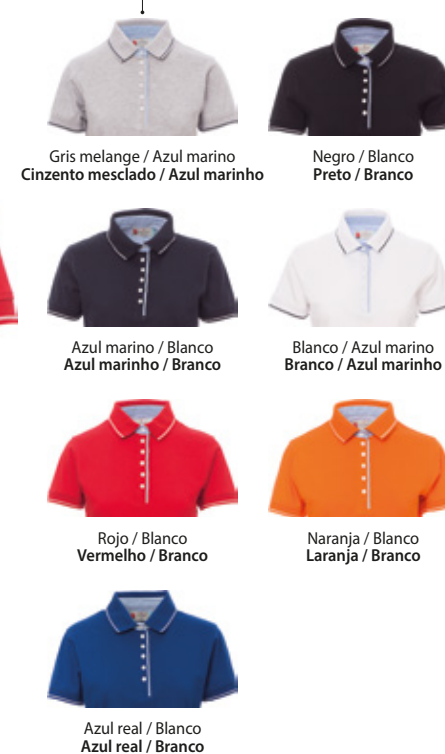 Gris melange / Azul marino
Cinzento mesclado / Azul marinho
Negro / Blanco
Preto / Branco
Azul marino / Blanco
Azul marinho / Branco
Blanco / Azul marino
Branco / Azul marinho
Rojo / Blanco
Vermelho / Branco
Naranja / Blanco
Laranja / Branco
Azul real / Blanco
Azul real / Branco